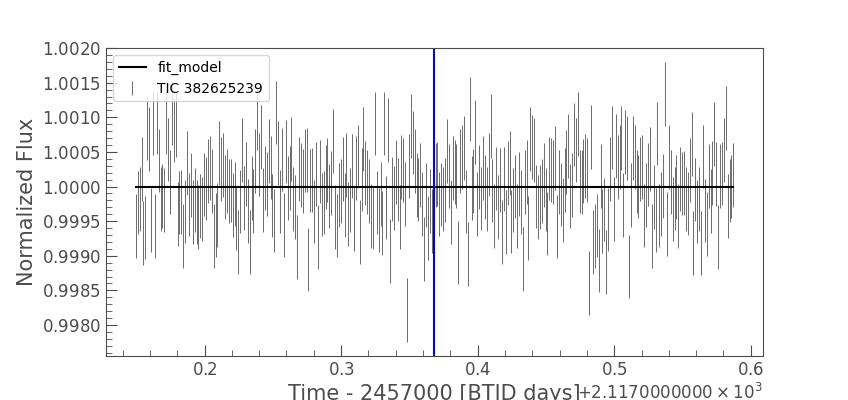 1.0020
1.0015
1.0010
1.0005
1.0000
0.9995
0.9990
0.9985
0.9980
Normalized Flux
fit_model
TIC 382625239
0.2 0.3 0.4 0.5 0.6
Time - 2457000 [BTJD days]
+2.1170000000 × 10³